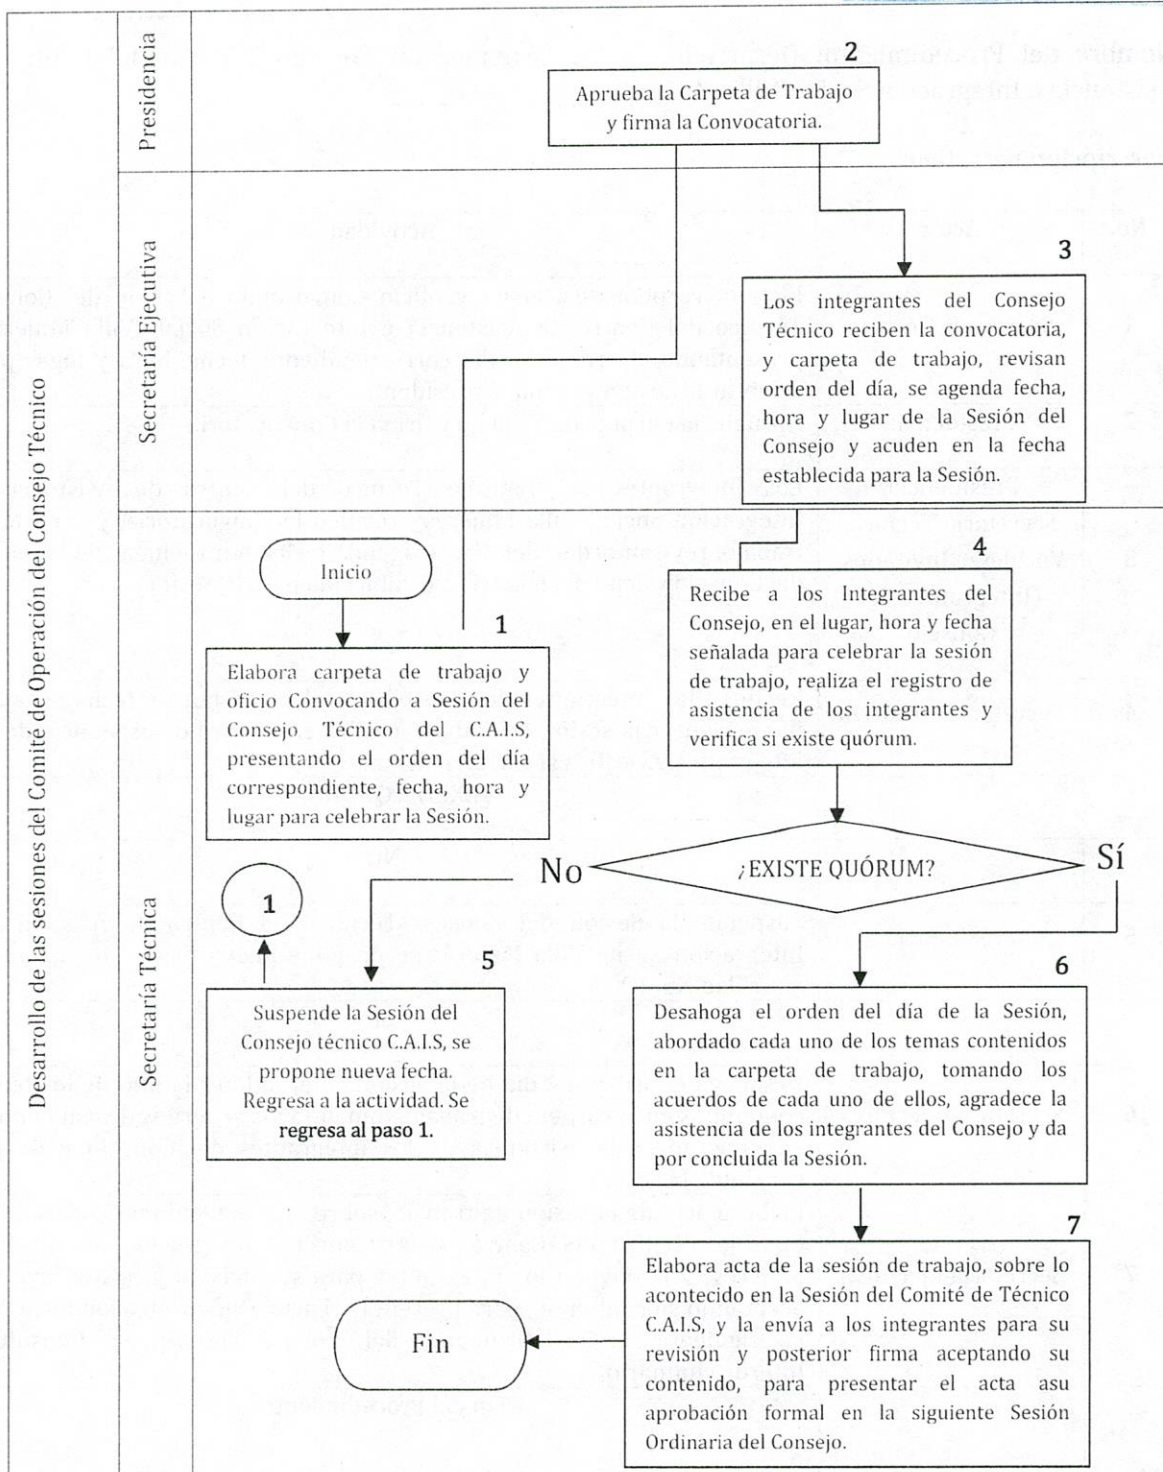 Desarrollo de las sesiones del Comité de Operación del Consejo Técnico
Presidencia
2
Aprueba la Carpeta de Trabajo
y firma la Convocatoria.
Secretaria Ejecutiva
3
Los integrantes del Consejo
Técnico reciben la convocatoria,
y carpeta de trabajo, revisan
orden del día, se agenda fecha,
hora y lugar de la Sesión del
Consejo y acuden en la fecha
establecida para la Sesión.
Secretaría Técnica
Inicio
1
Elabora carpeta de trabajo y
oficio Convocando a Sesión del
Consejo Técnico del C.A.I.S,
presentando el orden del día
correspondiente, fecha, hora y
lugar para celebrar la Sesión.
4
Recibe a los Integrantes del
Consejo, en el lugar, hora y fecha
señalada para celebrar la sesión
de trabajo, realiza el registro de
asistencia de los integrantes y
verifica si existe quórum.
No
¿EXISTE QUÓRUM?
Sí
1
5
Suspende la Sesión del
Consejo técnico C.A.I.S, se
propone nueva fecha.
Regresa a la actividad. Se
regresa al paso 1.
6
Desahoga el orden del día de la Sesión,
abordado cada uno de los temas contenidos
en la carpeta de trabajo, tomando los
acuerdos de cada uno de ellos, agradece la
asistencia de los integrantes del Consejo y da
por concluida la Sesión.
7
Elabora acta de la sesión de trabajo, sobre lo
acontecido en la Sesión del Comité de Técnico
C.A.I.S, y la envía a los integrantes para su
revisión y posterior firma aceptando su
contenido, para presentar el acta asu
aprobación formal en la siguiente Sesión
Ordinaria del Consejo.
Fin